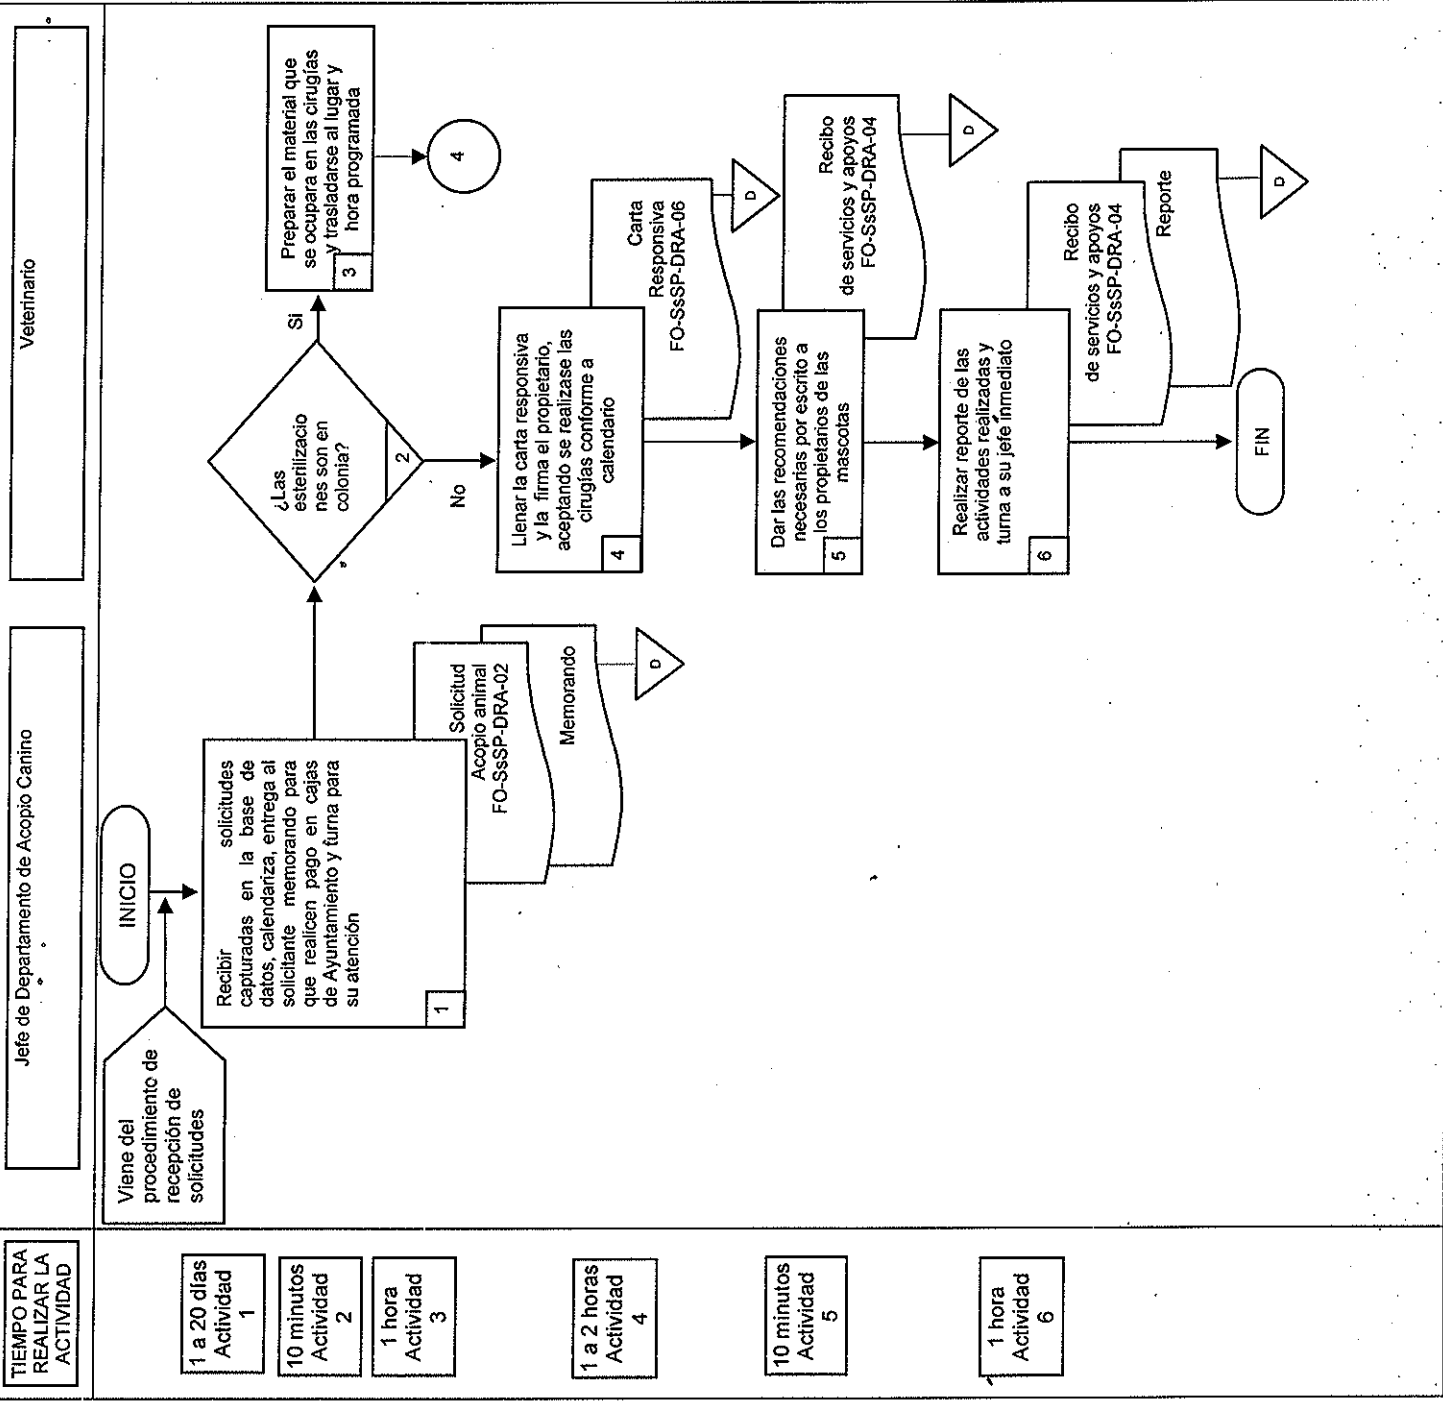 TIEMPO PARA
REALIZAR LA
ACTIVIDAD
Jefe de Departamento de Acopio Canino
Veterinario
1 a 20 días
Actividad
1
10 minutos
Actividad
2
1 hora
Actividad
3
1 a 2 horas
Actividad
4
10 minutos
Actividad
5
1 hora
Actividad
6
Viene del
procedimiento de
recepción de
solicitudes
INICIO
Recibir solicitudes
capturadas en la base de
datos, calendariza, entrega al
solicitante memorando para
que realicen pago en cajas
de Ayuntamiento y turna para
su atención
1
Solicitud
Acopio animal
FO-SsSP-DRA-02
Memorando
D
¿Las
esterilizacio
nes son en
colonia?
2
Si
No
Preparar el material que
se ocupara en las cirugías
y trasladarse al lugar y
hora programada
3
4
Llenar la carta responsiva
y la firma el propietario,
aceptando se realizase las
cirugías conforme a
calendario
4
Carta
Responsiva
FO-SsSP-DRA-06
D
Dar las recomendaciones
necesarias por escrito a
los propietarios de las
mascotas
5
Recibo
de servicios y apoyos
FO-SsSP-DRA-04
D
Realizar reporte de las
actividades realizadas y
turna a su jefe inmediato
6
Recibo
de servicios y apoyos
FO-SsSP-DRA-04
Reporte
D
FIN